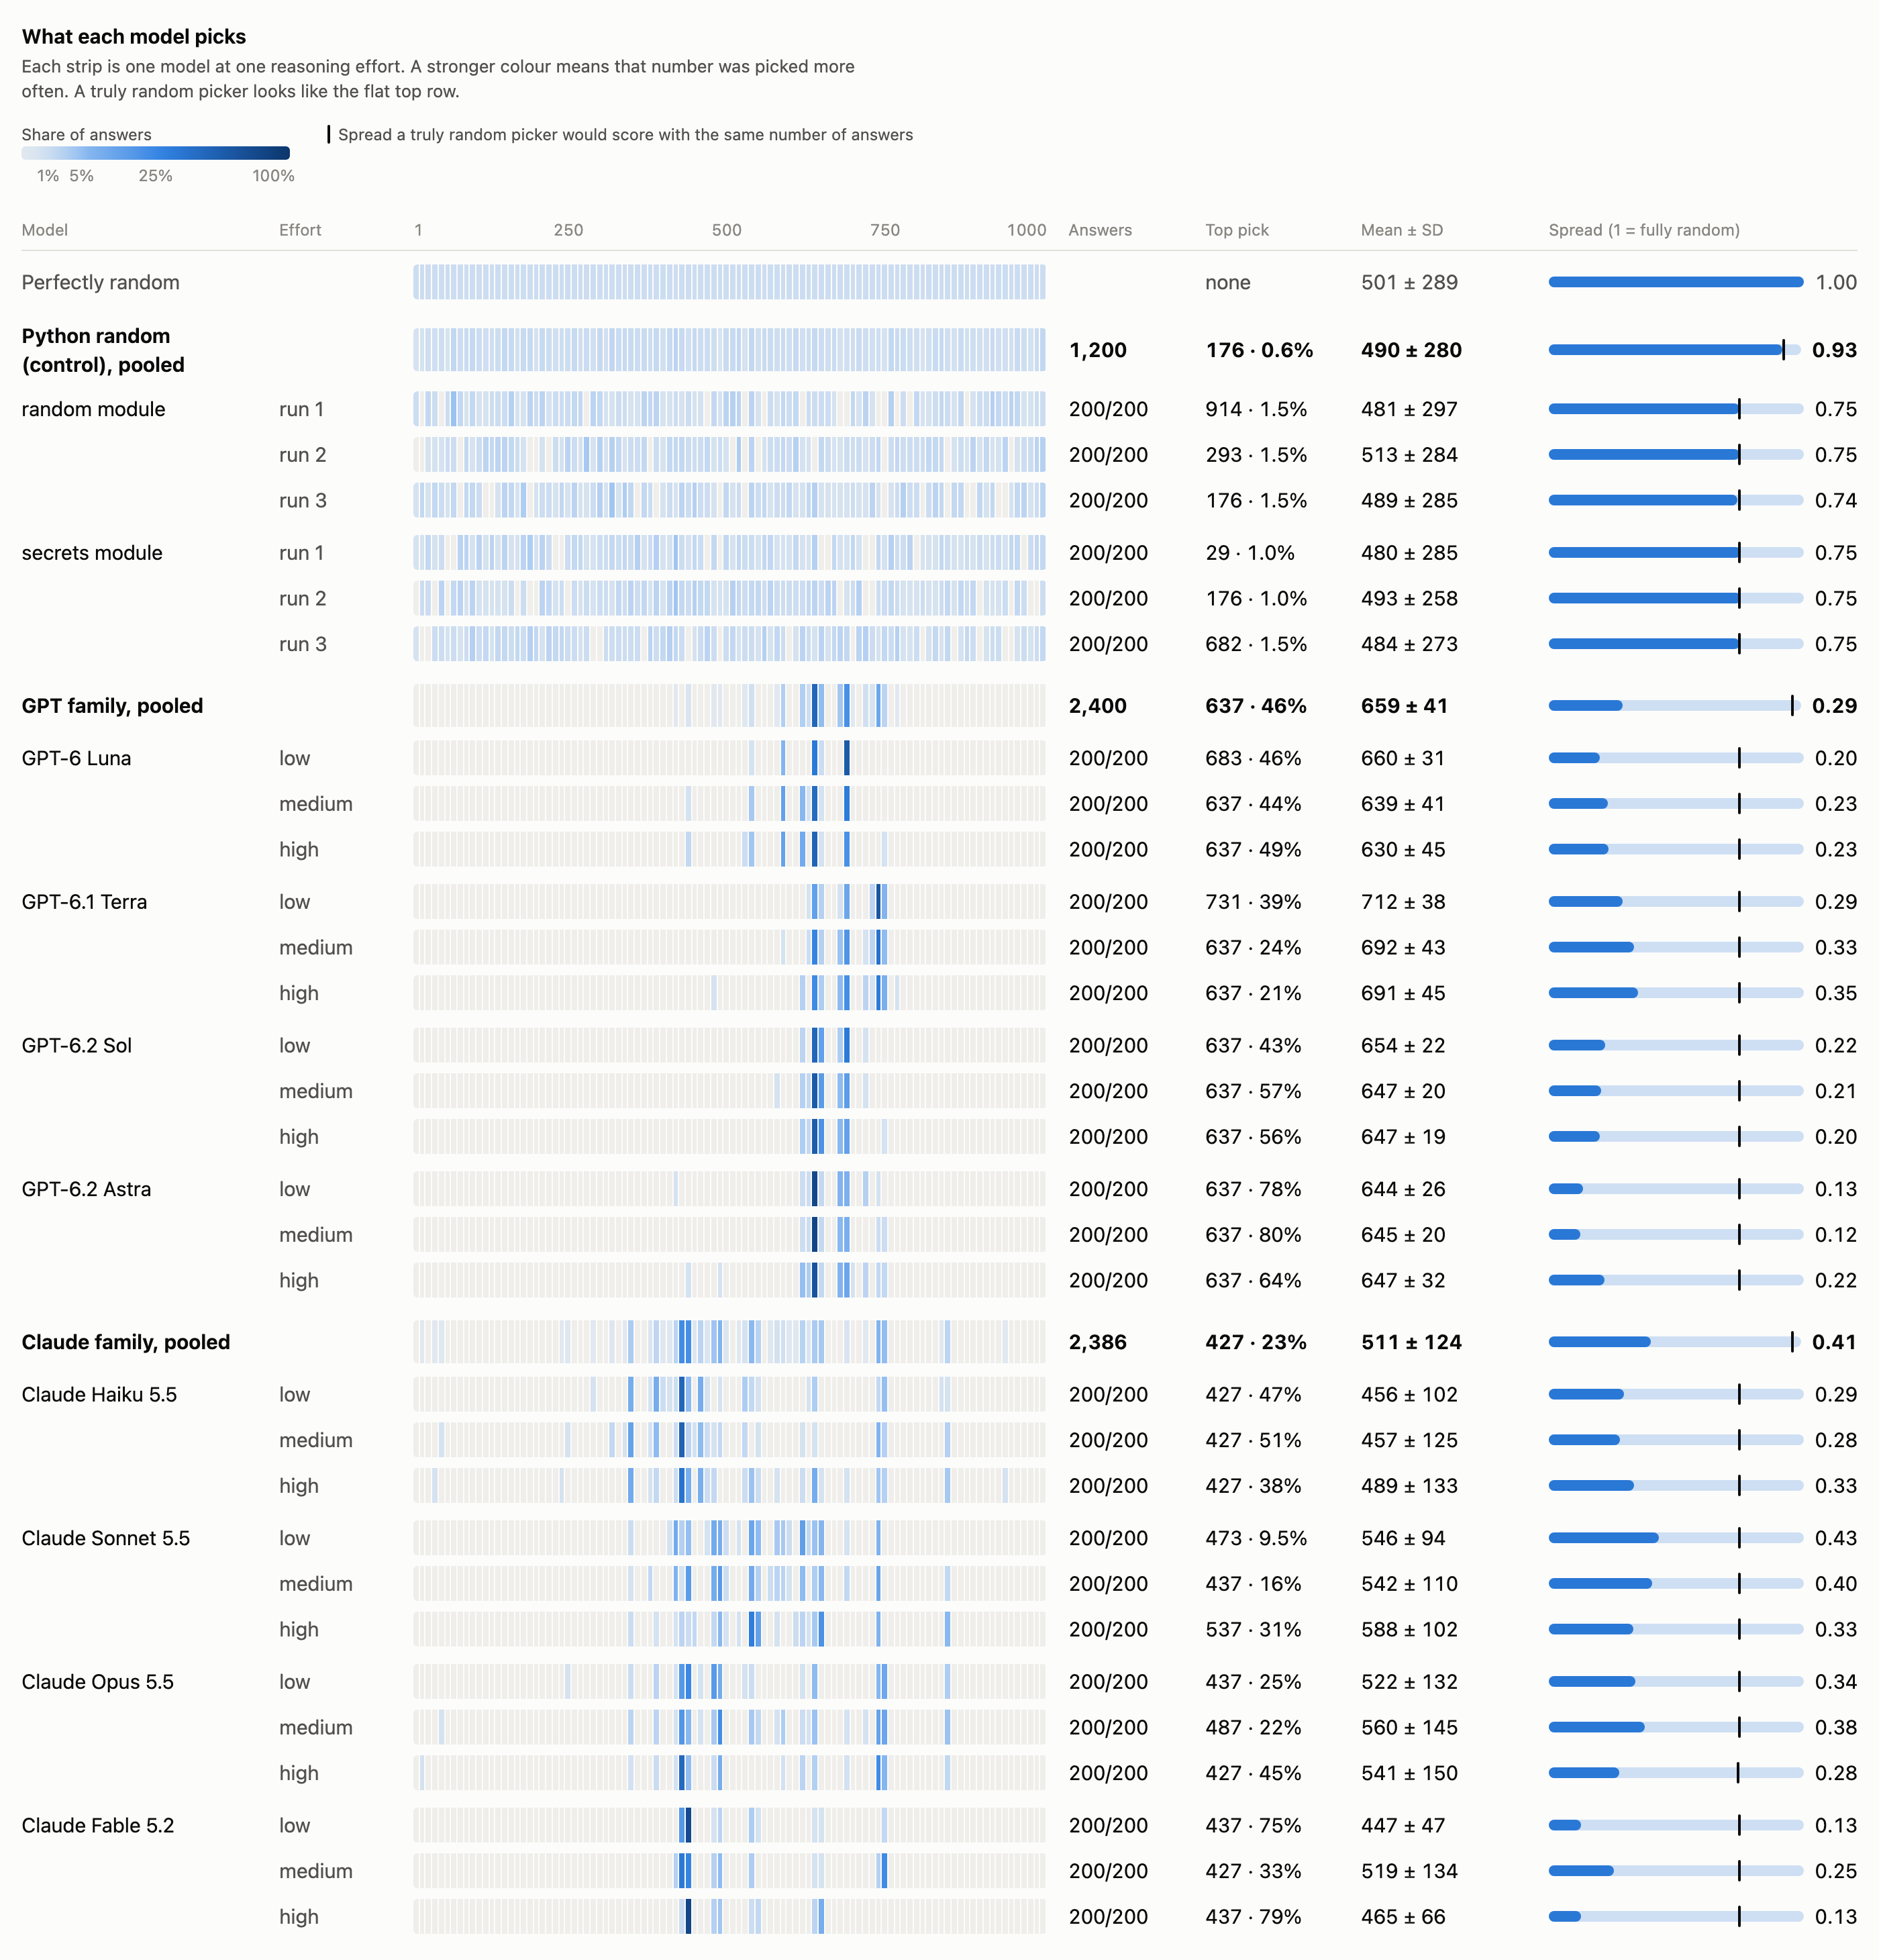 What each model picks
Each strip is one model at one reasoning effort. A stronger colour means that number was picked more
often. A truly random picker looks like the flat top row.
Share of answers
Spread a truly random picker would score with the same number of answers
1% 5% 25% 100%
Model Effort 1 250 500 750 1000 Answers Top pick Mean ± SD Spread (1 = fully random)
Perfectly random none 501 ± 289 1.00
Python random
(control), pooled 1,200 176 · 0.6% 490 ± 280 0.93
random module run 1 200/200 914 · 1.5% 481 ± 297 0.75
run 2 200/200 293 · 1.5% 513 ± 284 0.75
run 3 200/200 176 · 1.5% 489 ± 285 0.74
secrets module run 1 200/200 29 · 1.0% 480 ± 285 0.75
run 2 200/200 176 · 1.0% 493 ± 258 0.75
run 3 200/200 682 · 1.5% 484 ± 273 0.75
GPT family, pooled 2,400 637 · 46% 659 ± 41 0.29
GPT-6 Luna low 200/200 683 · 46% 660 ± 31 0.20
medium 200/200 637 · 44% 639 ± 41 0.23
high 200/200 637 · 49% 630 ± 45 0.23
GPT-6.1 Terra low 200/200 731 · 39% 712 ± 38 0.29
medium 200/200 637 · 24% 692 ± 43 0.33
high 200/200 637 · 21% 691 ± 45 0.35
GPT-6.2 Sol low 200/200 637 · 43% 654 ± 22 0.22
medium 200/200 637 · 57% 647 ± 20 0.21
high 200/200 637 · 56% 647 ± 19 0.20
GPT-6.2 Astra low 200/200 637 · 78% 644 ± 26 0.13
medium 200/200 637 · 80% 645 ± 20 0.12
high 200/200 637 · 64% 647 ± 32 0.22
Claude family, pooled 2,386 427 · 23% 511 ± 124 0.41
Claude Haiku 5.5 low 200/200 427 · 47% 456 ± 102 0.29
medium 200/200 427 · 51% 457 ± 125 0.28
high 200/200 427 · 38% 489 ± 133 0.33
Claude Sonnet 5.5 low 200/200 473 · 9.5% 546 ± 94 0.43
medium 200/200 437 · 16% 542 ± 110 0.40
high 200/200 537 · 31% 588 ± 102 0.33
Claude Opus 5.5 low 200/200 437 · 25% 522 ± 132 0.34
medium 200/200 487 · 22% 560 ± 145 0.38
high 200/200 427 · 45% 541 ± 150 0.28
Claude Fable 5.2 low 200/200 437 · 75% 447 ± 47 0.13
medium 200/200 427 · 33% 519 ± 134 0.25
high 200/200 437 · 79% 465 ± 66 0.13